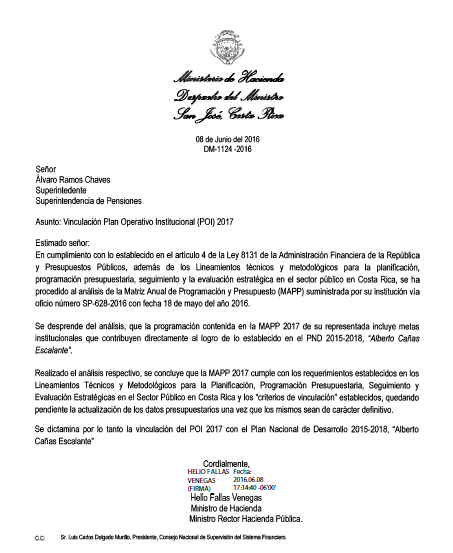 Ministerio de Hacienda
Despacho del Ministro
San José, Costa Rica
08 de Junio del 2016
DM-1124 -2016
Señor
Álvaro Ramos Chaves
Superintedente
Superintendencia de Pensiones
Asunto: Vinculación Plan Operativo Institucional (POI) 2017
Estimado señor:
En cumplimiento con lo establecido en el artículo 4 de la Ley 8131 de la Administración Financiera de la República
y Presupuestos Públicos, además de los Lineamientos técnicos y metodológicos para la planificación,
programación presupuestaria, seguimiento y la evaluación estratégica en el sector público en Costa Rica, se ha
procedido al análisis de la Matriz Anual de Programación y Presupuesto (MAPP) suministrada por su institución vía
oficio número SP-628-2016 con fecha 18 de mayo del año 2016.
Se desprende del análisis, que la programación contenida en la MAPP 2017 de su representada incluye metas
institucionales que contribuyen directamente al logro de lo establecido en el PND 2015-2018, “Alberto Cañas
Escalante”.
Realizado el análisis respectivo, se concluye que la MAPP 2017 cumple con los requerimientos establecidos en los
Lineamientos Técnicos y Metodológicos para la Planificación, Programación Presupuestaria, Seguimiento y
Evaluación Estratégicas en el Sector Público en Costa Rica y los “criterios de vinculación” establecidos, quedando
pendiente la actualización de los datos presupuestarios una vez que los mismos sean de carácter definitivo.
Se dictamina por lo tanto la vinculación del POI 2017 con el Plan Nacional de Desarrollo 2015-2018, “Alberto
Cañas Escalante”
Cordialmente,
HELIO FALLAS Fecha:
VENEGAS 2016.06.08
(FIRMA) 17:14:40 -06'00'
Helio Fallas Venegas
Ministro de Hacienda
Ministro Rector Hacienda Pública.
C.C: Sr. Luis Carlos Delgado Murillo, Presidente, Consejo Nacional de Supervisión del Sistema Financiero.